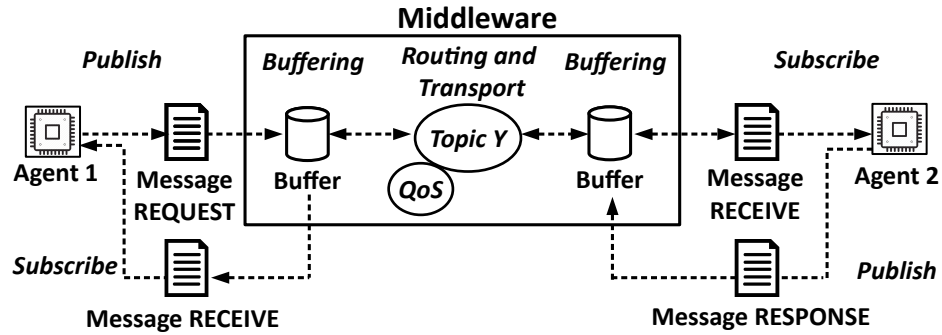 Middleware
Publish
Buffering
Routing and
Transport
Buffering
Subscribe
Topic Y
QoS
Agent 1
Message
REQUEST
Buffer
Buffer
Message
RECEIVE
Agent 2
Subscribe
Message RECEIVE
Message RESPONSE
Publish